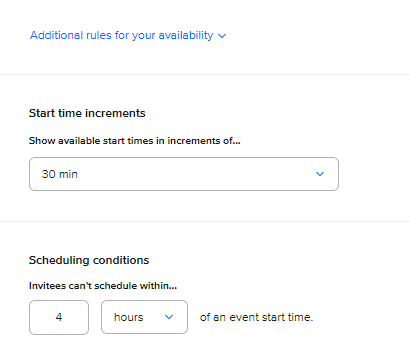 Additional rules for your availability
Start time increments
Show available start times in increments of...
30 min
Scheduling conditions
Invitees can't schedule within...
4 hours of an event start time.